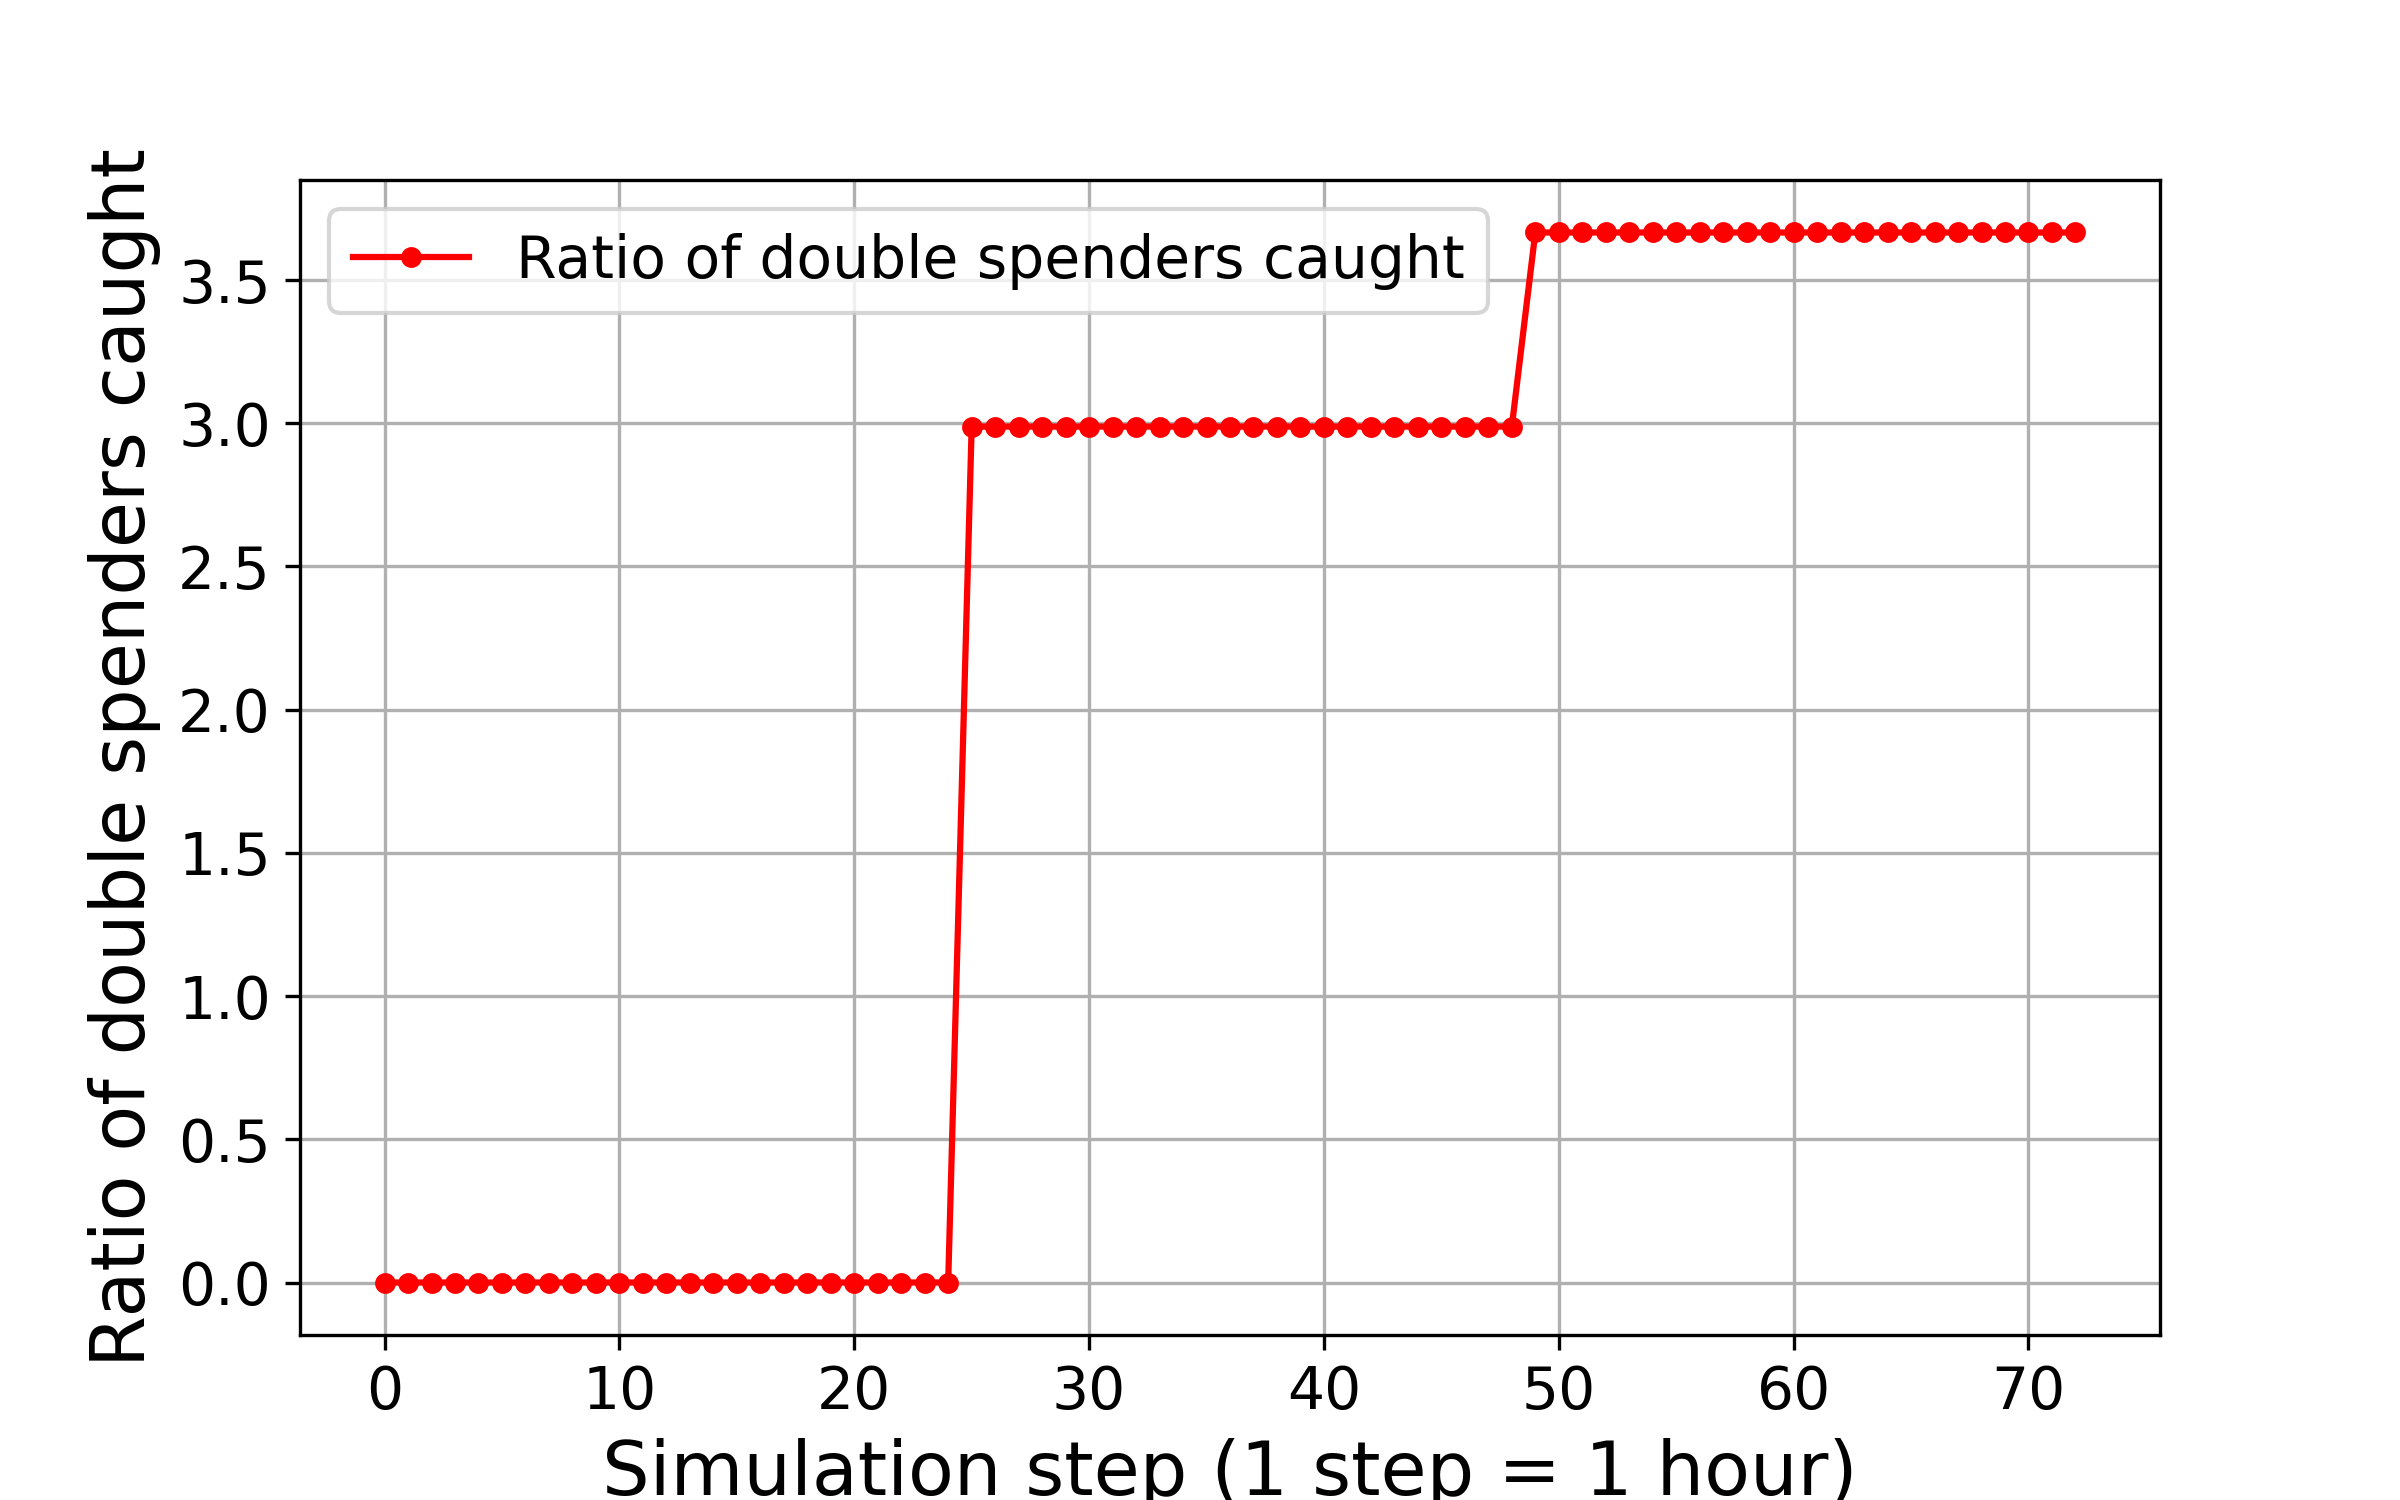 Ratio of double spenders caught
Ratio of double spenders caught
3.5
3.0
2.5
2.0
1.5
1.0
0.5
0.0
0 10 20 30 40 50 60 70
Simulation step (1 step = 1 hour)